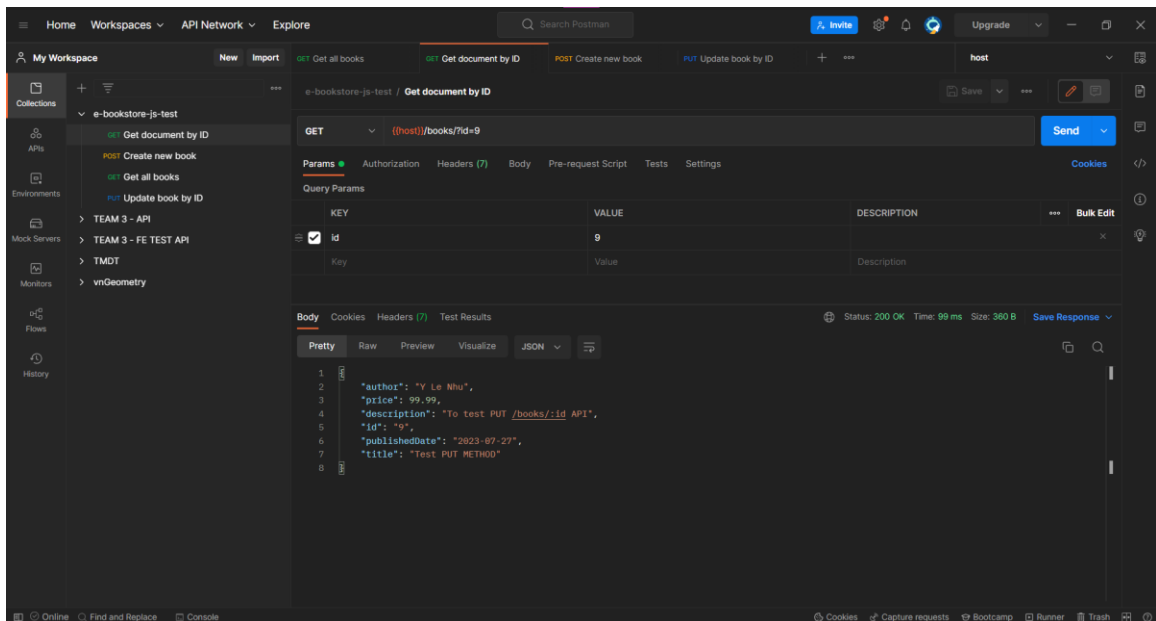 Home Workspaces API Network Explore Search Postman Invite Upgrade
My Workspace New Import GET Get all books GET Get document by ID POST Create new book PUT Update book by ID host
Collections
APIs
Environments
Mock Servers
Monitors
Flows
History
e-bookstore-js-test
GET Get document by ID
POST Create new book
GET Get all books
PUT Update book by ID
TEAM 3 - API
TEAM 3 - FE TEST API
TMDT
vnGeometry
e-bookstore-js-test / Get document by ID Save
GET {{host}}/books/?id=9 Send
Params Authorization Headers (7) Body Pre-request Script Tests Settings Cookies
Query Params
KEY VALUE DESCRIPTION Bulk Edit
id 9
Key Value Description
Body Cookies Headers (7) Test Results Status: 200 OK Time: 99 ms Size: 360 B Save Response
Pretty Raw Preview Visualize JSON
1 {
2 "author": "Y Le Nhu",
3 "price": 99.99,
4 "description": "To test PUT /books/:id API",
5 "id": "9",
6 "publishedDate": "2023-07-27",
7 "title": "Test PUT METHOD"
8 }
Online Find and Replace Console Cookies Capture requests Bootcamp Runner Trash